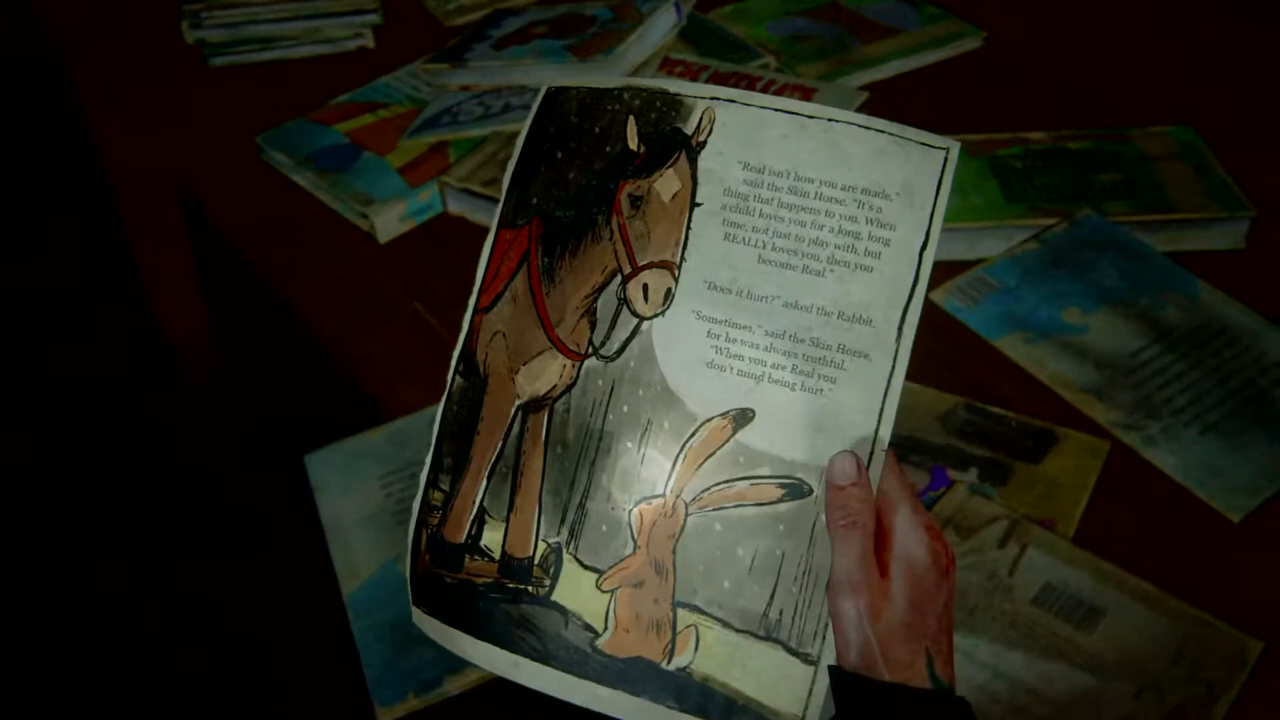 "Real isn't how you are made,"
said the Skin Horse. "It's a
thing that happens to you. When
a child loves you for a long, long
time, not just to play with, but
REALLY loves you, then you
become Real."
"Does it hurt?" asked the Rabbit.
"Sometimes," said the Skin Horse,
for he was always truthful.
"When you are Real you
don't mind being hurt."